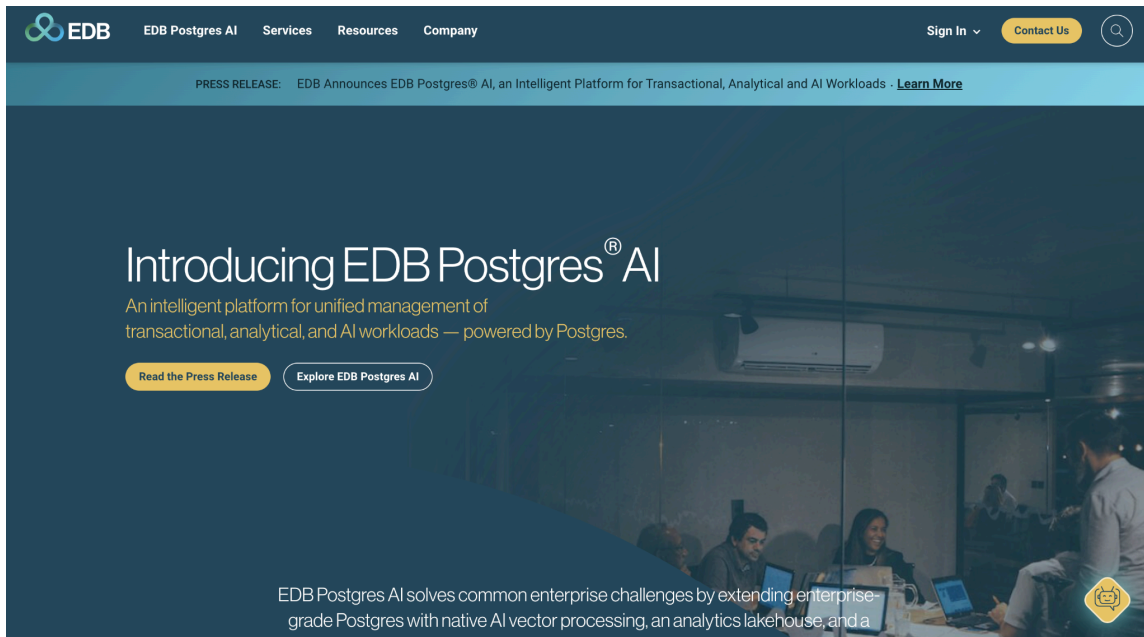 EDB
EDB Postgres AI
Services
Resources
Company
Sign In
Contact Us
PRESS RELEASE: EDB Announces EDB Postgres® AI, an Intelligent Platform for Transactional, Analytical and AI Workloads · Learn More
Introducing EDB Postgres® AI
An intelligent platform for unified management of
transactional, analytical, and AI workloads — powered by Postgres.
Read the Press Release
Explore EDB Postgres AI
EDB Postgres AI solves common enterprise challenges by extending enterprise-
grade Postgres with native AI vector processing, an analytics lakehouse, and a